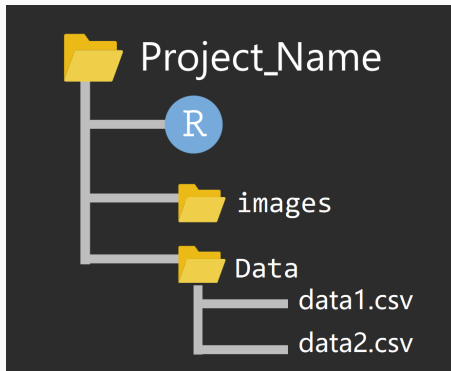 Project_Name
R
images
Data
data1.csv
data2.csv